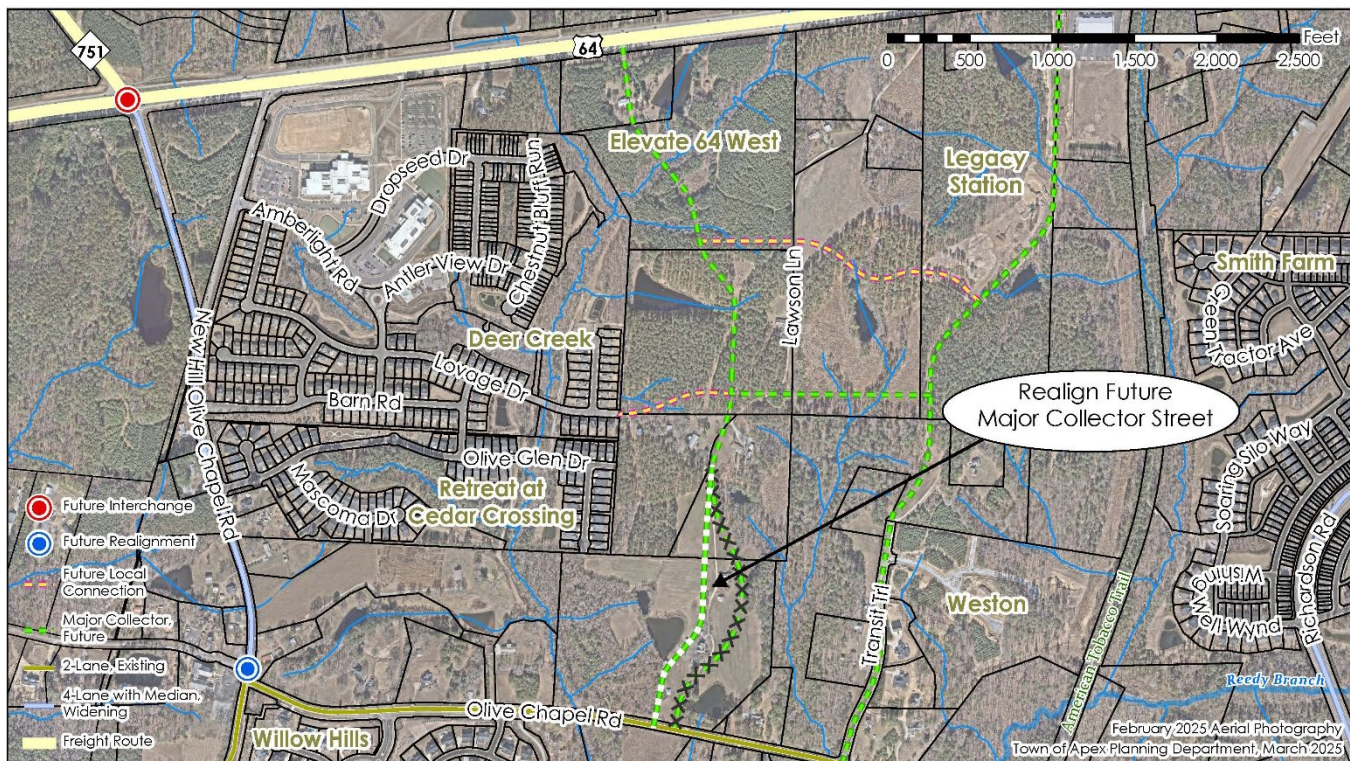 751
64
Feet
0 500 1,000 1,500 2,000 2,500
Elevate 64 West
Legacy
Station
Dropseed Dr
Chestnut Bluff Run
Amberlight Rd
Antler View Dr
Smith Farm
Green Tractor Ave
Lawson Ln
New Hill Olive Chapel Rd
Deer Creek
Lovage Dr
Barn Rd
Realign Future
Major Collector Street
Olive Glen Dr
Mascoma Dr
Retreat at
Cedar Crossing
Soaring Silo Way
Wishing
Well Wynd
Richardson Rd
Transit Trl
Weston
American Tobacco Trail
Reedy Branch
Olive Chapel Rd
Willow Hills
Future Interchange
Future Realignment
Future Local
Connection
Major Collector,
Future
2-Lane, Existing
4-Lane with Median,
Widening
Freight Route
February 2025 Aerial Photography
Town of Apex Planning Department, March 2025